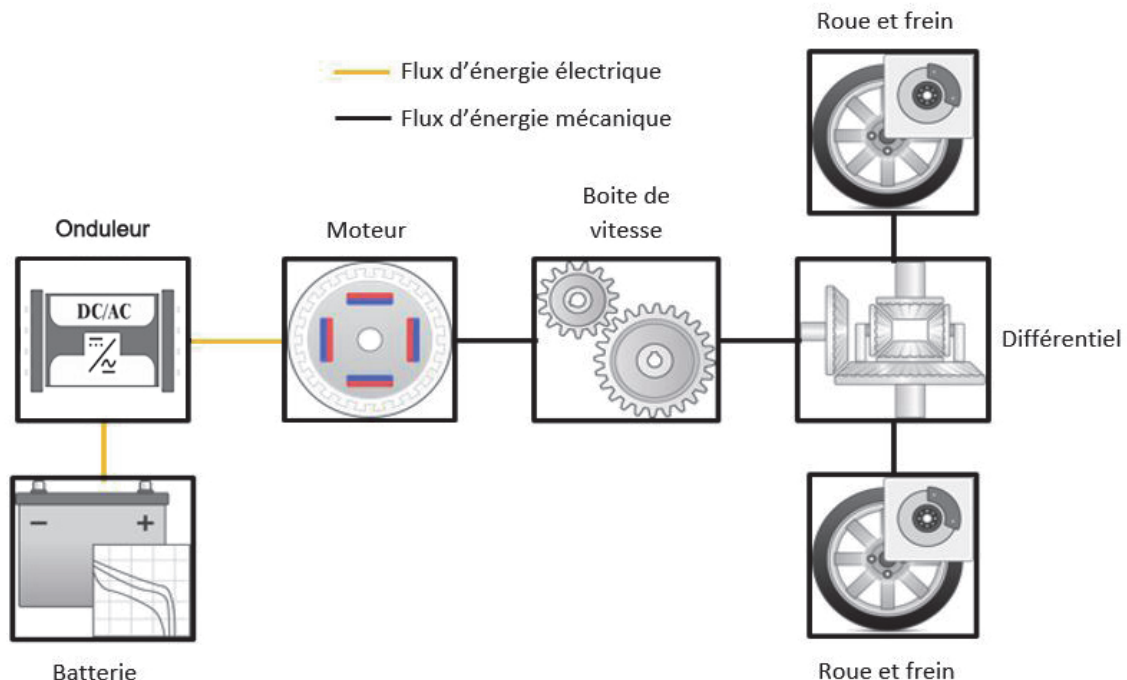 Roue et frein
Flux d'énergie électrique
Flux d'énergie mécanique
Boite de
vitesse
Onduleur
Moteur
DC/AC
Différentiel
- +
Batterie
Roue et frein